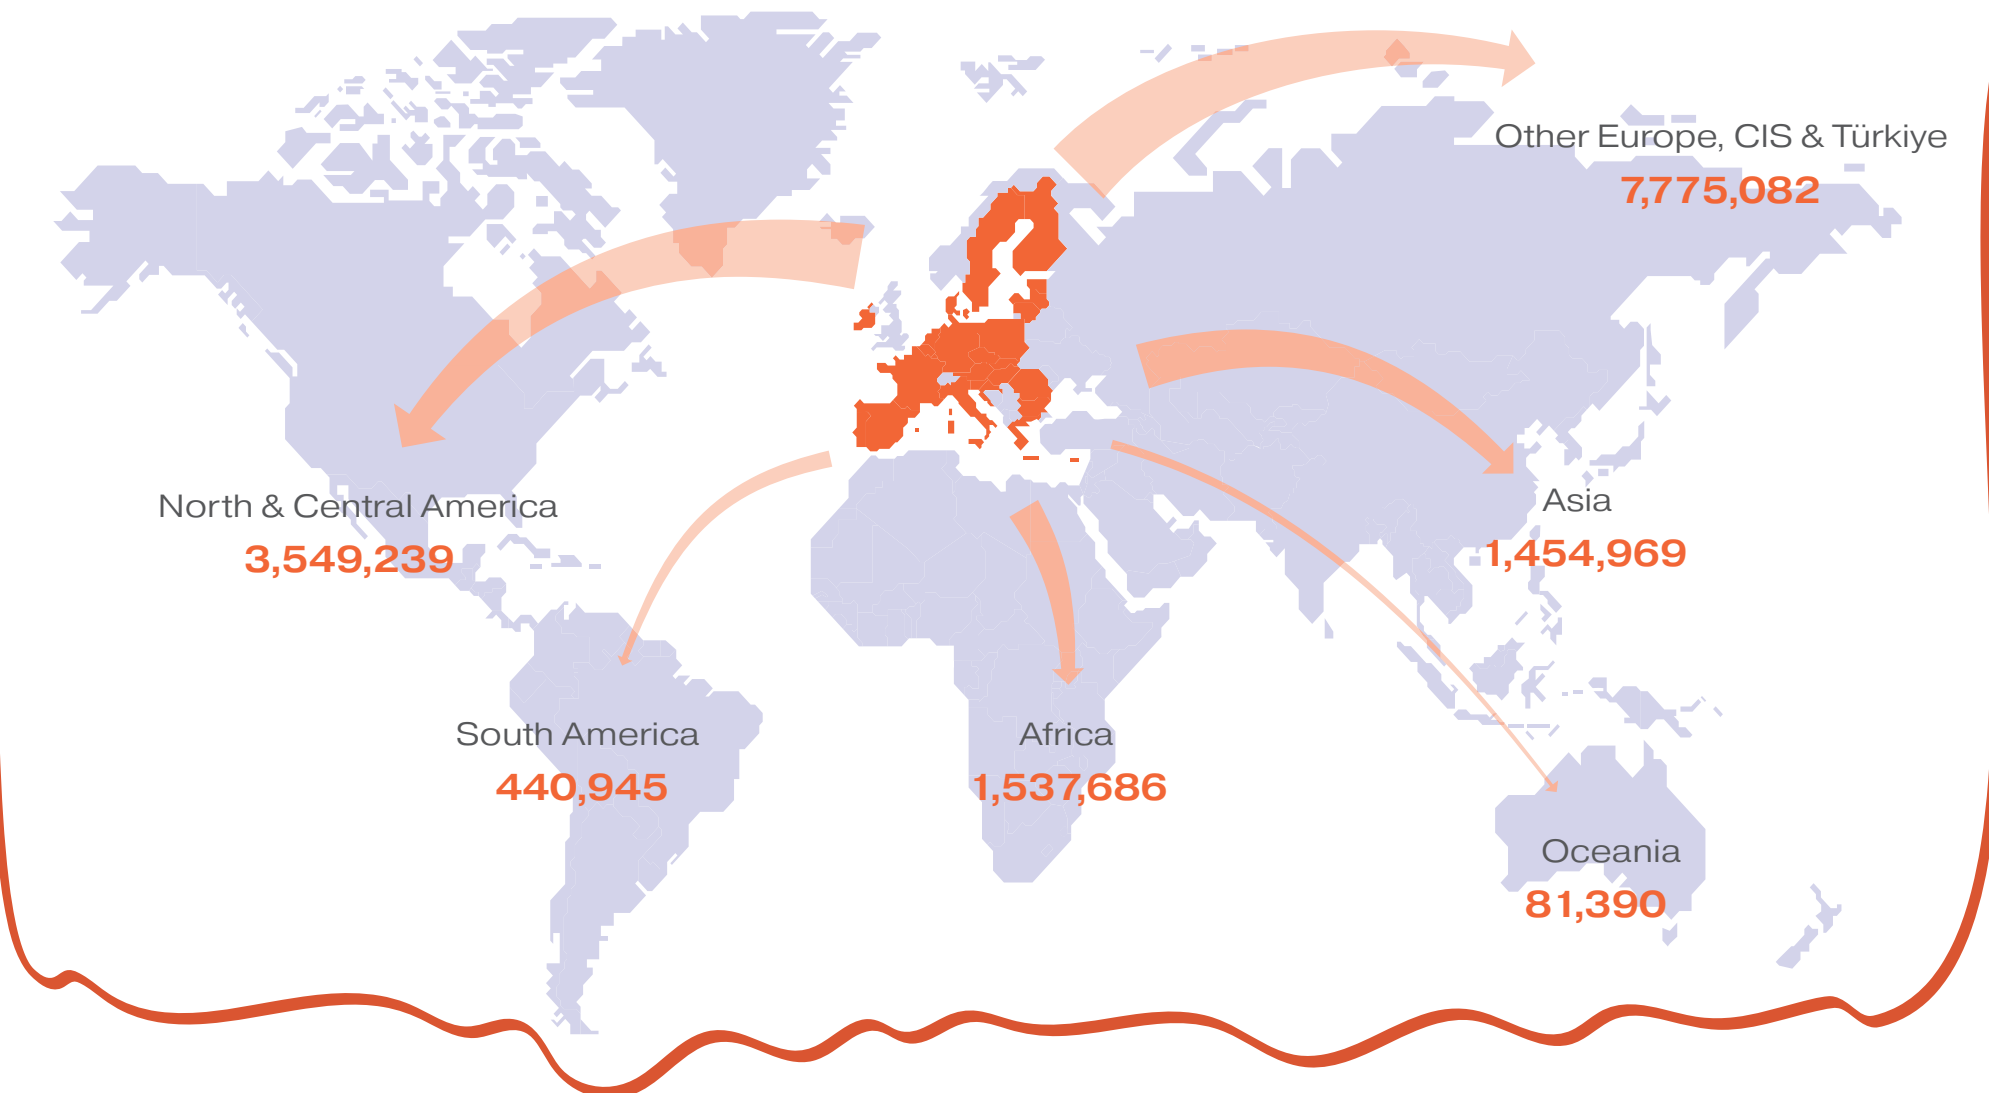 Other Europe, CIS & Türkiye
7,775,082
North & Central America
3,549,239
Asia
1,454,969
South America
440,945
Africa
1,537,686
Oceania
81,390